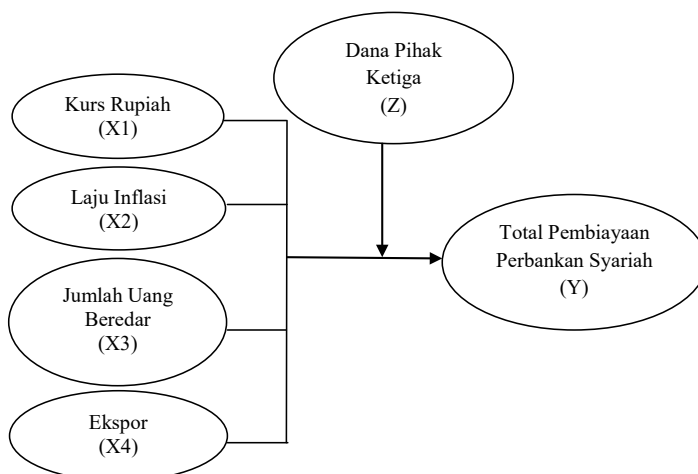 Dana Pihak
Ketiga
(Z)
Kurs Rupiah
(X1)
Laju Inflasi
(X2)
Total Pembiayaan
Perbankan Syariah
(Y)
Jumlah Uang
Beredar
(X3)
Ekspor
(X4)